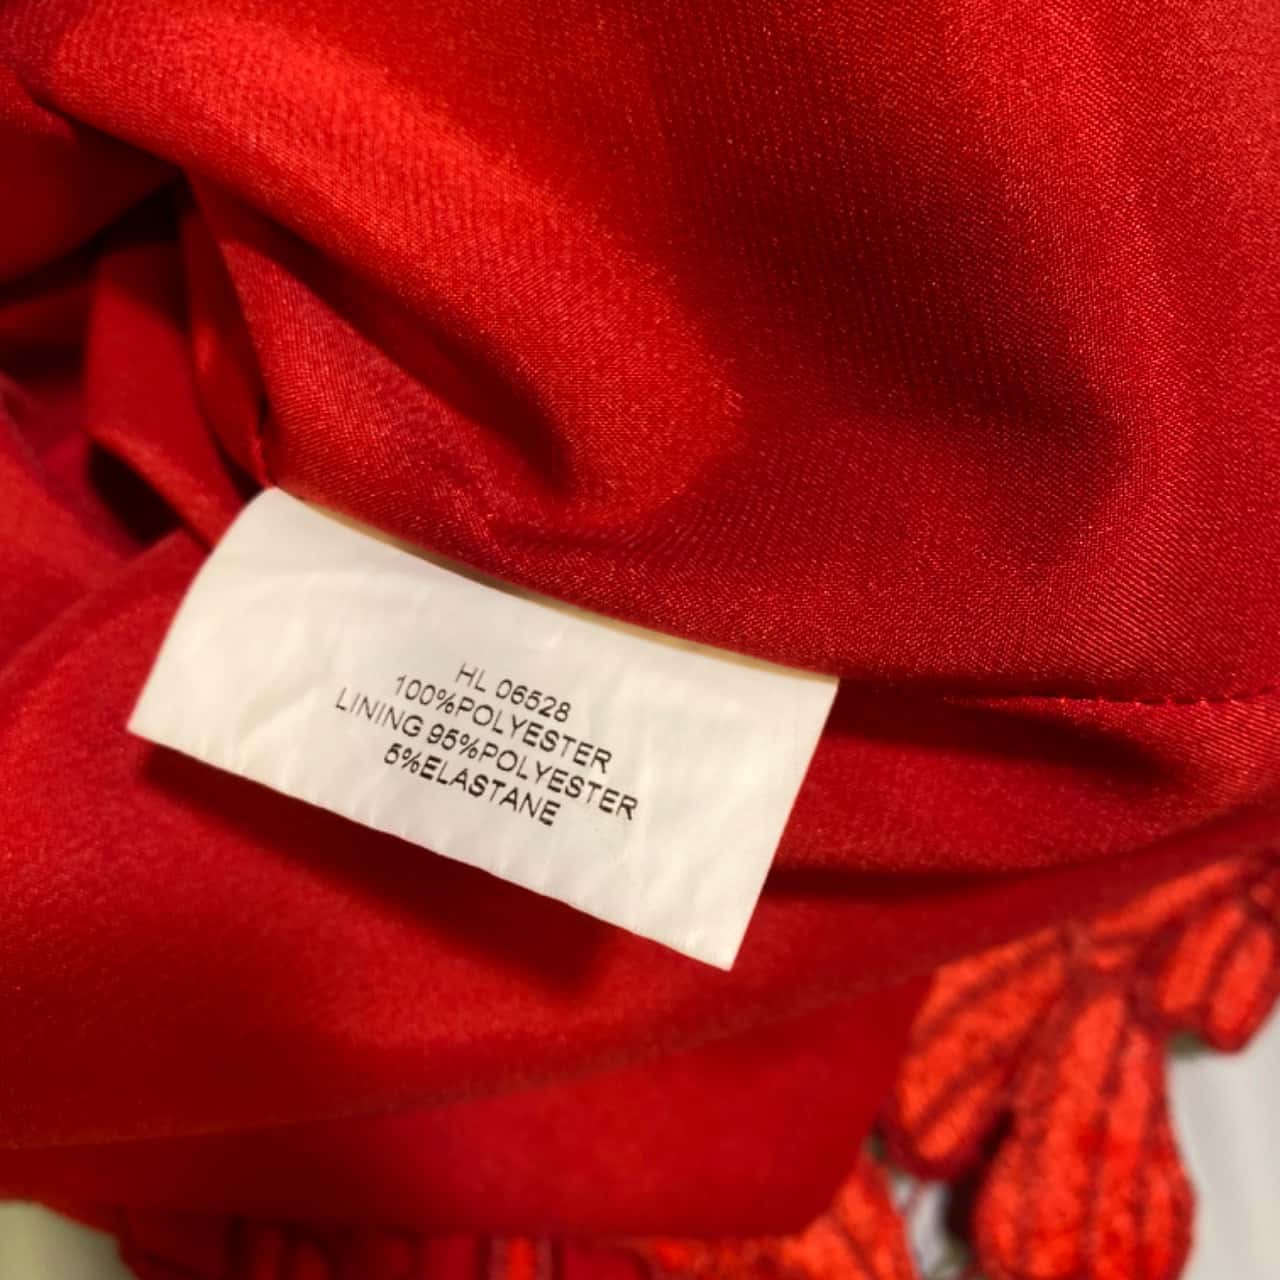 HL 06528
100%POLYESTER
LINING 95%POLYESTER
5%ELASTANE